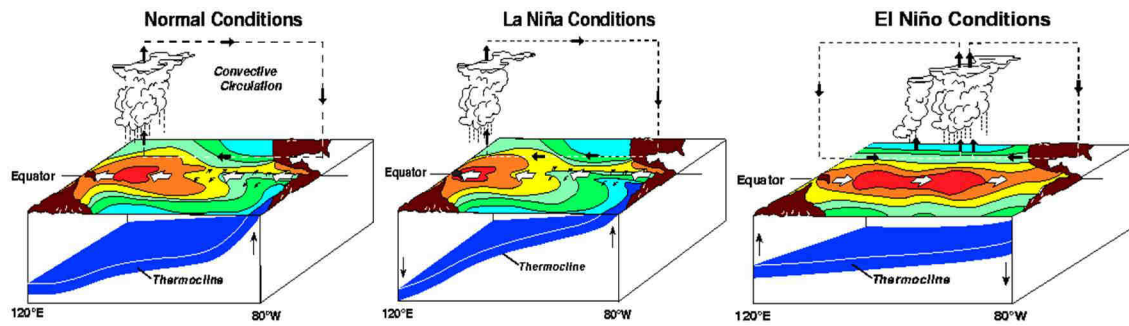 Normal Conditions
Convective
Circulation
Equator
Thermocline
120°E
80°W
La Niña Conditions
Equator
Thermocline
120°E
80°W
El Niño Conditions
Equator
Thermocline
120°E
80°W